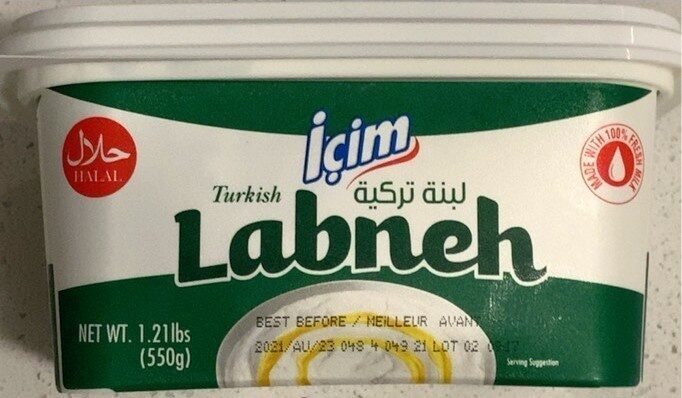 حلال
HALAL
İçim
MADE WITH 100% FRESH MILK
Turkish
لبنة تركية
Labneh
NET WT. 1.21lbs
(550g)
BEST BEFORE / MEILLEUR AVANT
2021/AU/23 048 4 049 21 LOT 02
Serving Suggestion